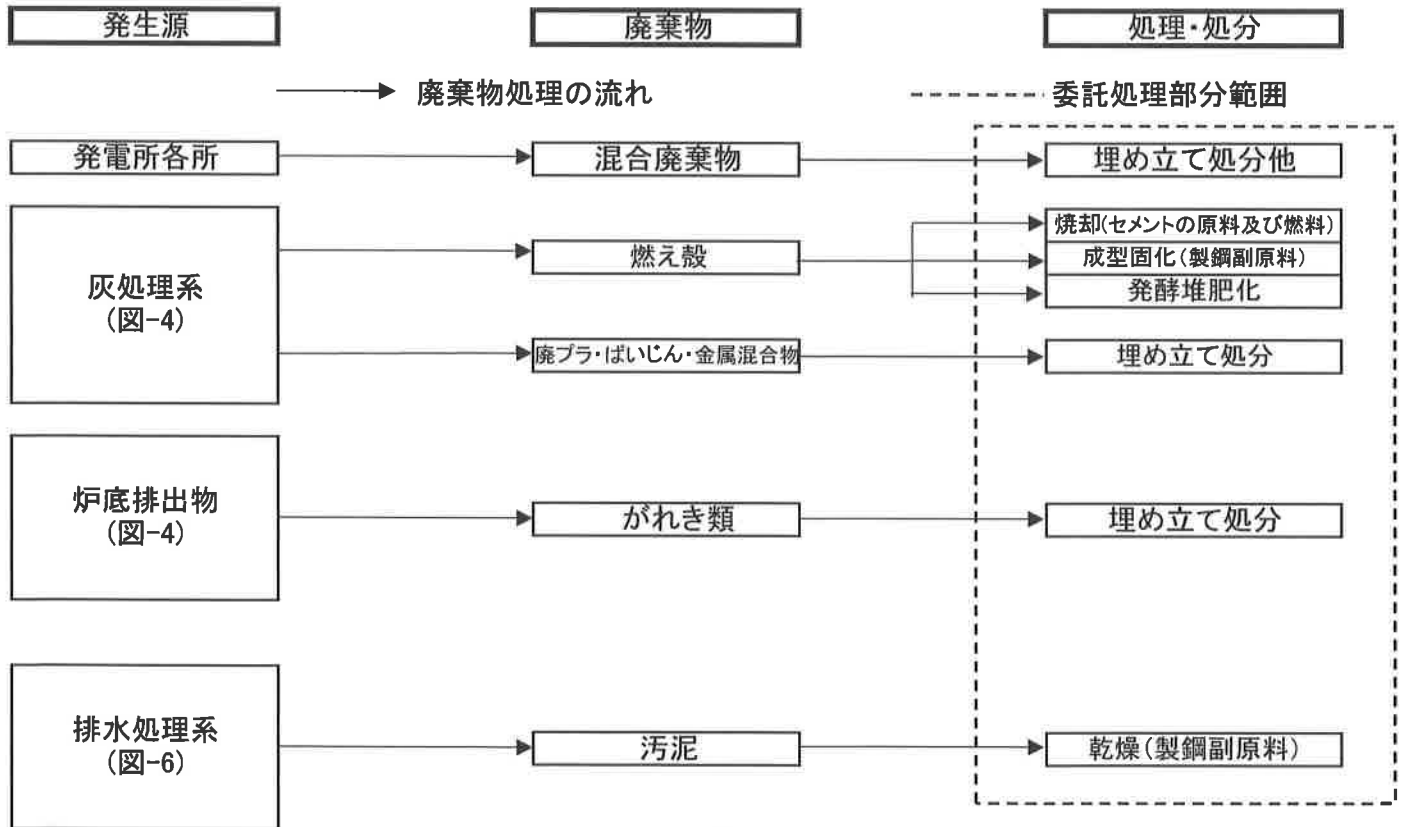 発生源
廃棄物
処理・処分
廃棄物処理の流れ
委託処理部分範囲
発電所各所
混合廃棄物
埋め立て処分他
灰処理系
(図-4)
燃え殻
焼却(セメントの原料及び燃料)
成型固化(製鋼副原料)
発酵堆肥化
廃プラ・ばいじん・金属混合物
埋め立て処分
炉底排出物
(図-4)
がれき類
埋め立て処分
排水処理系
(図-6)
汚泥
乾燥(製鋼副原料)